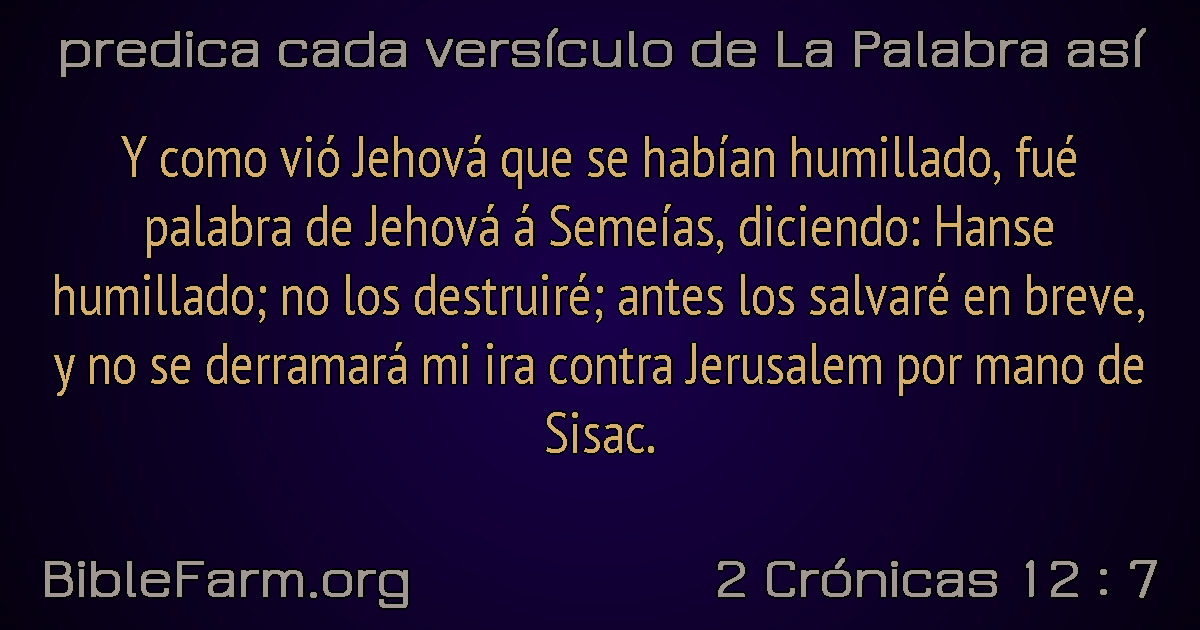 predica cada versículo de La Palabra así
Y como vió Jehová que se habían humillado, fué
palabra de Jehová á Semeías, diciendo: Hanse
humillado; no los destruiré; antes los salvaré en breve,
y no se derramará mi ira contra Jerusalem por mano de
Sisac.
BibleFarm.org
2 Crónicas 12 : 7